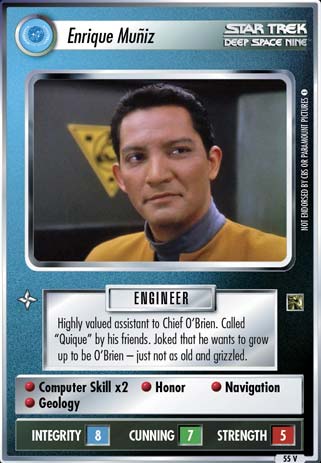 Enrique Muñiz
STAR TREK
DEEP SPACE NINE
NOT ENDORSED BY CBS OR PARAMOUNT PICTURES
ENGINEER
Highly valued assistant to Chief O'Brien. Called
"Quique" by his friends. Joked that he wants to grow
up to be O'Brien – just not as old and grizzled.
Computer Skill x2 Honor Navigation
Geology
INTEGRITY 8 CUNNING 7 STRENGTH 5
55 V